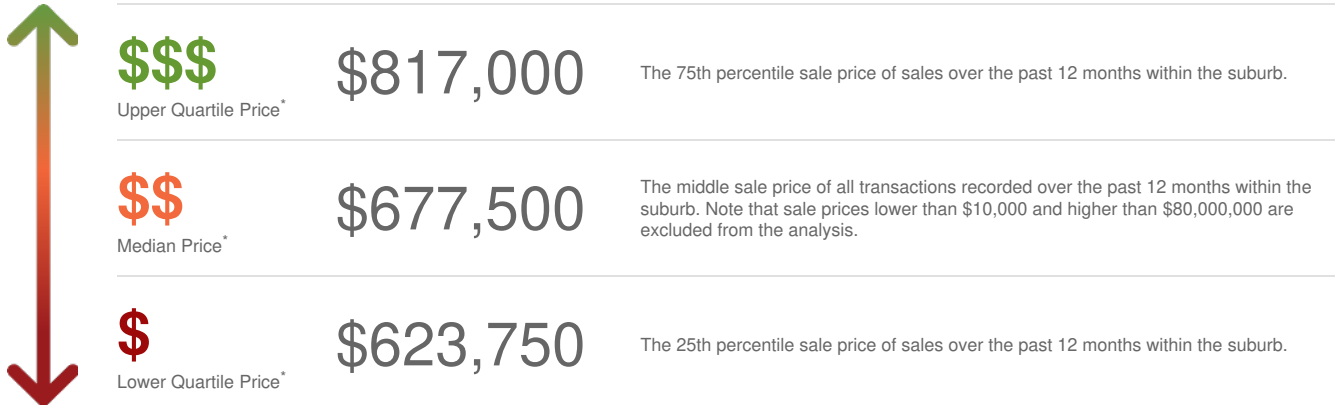 $$$
Upper Quartile Price*
$817,000
The 75th percentile sale price of sales over the past 12 months within the suburb.
$$
Median Price*
$677,500
The middle sale price of all transactions recorded over the past 12 months within the
suburb. Note that sale prices lower than $10,000 and higher than $80,000,000 are
excluded from the analysis.
$
Lower Quartile Price*
$623,750
The 25th percentile sale price of sales over the past 12 months within the suburb.